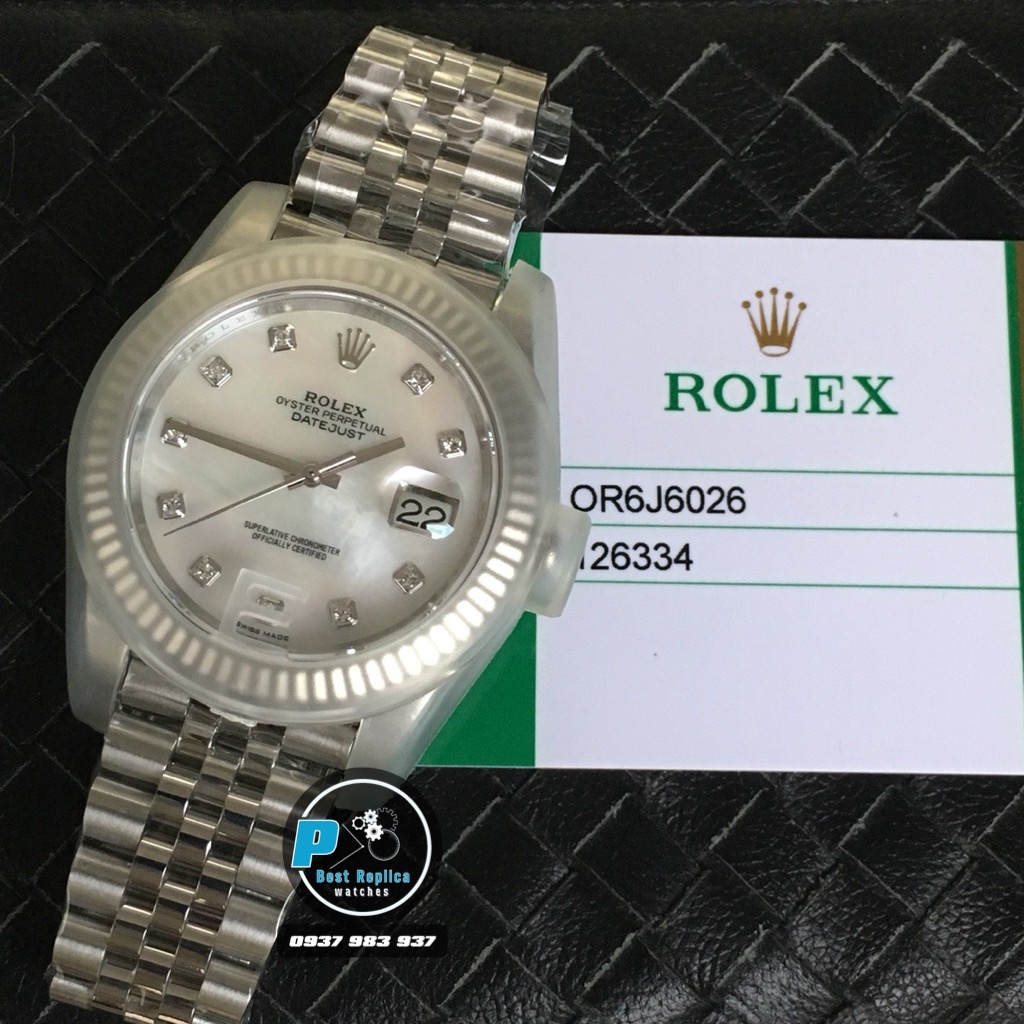 ROLEX
ROLEX
OYSTER PERPETUAL
DATEJUST
22
SUPERLATIVE CHRONOMETER
OFFICIALLY CERTIFIED
SWISS MADE
ROLEX
OR6J6026
126334
P
Best Replica
watches
0937 983 937